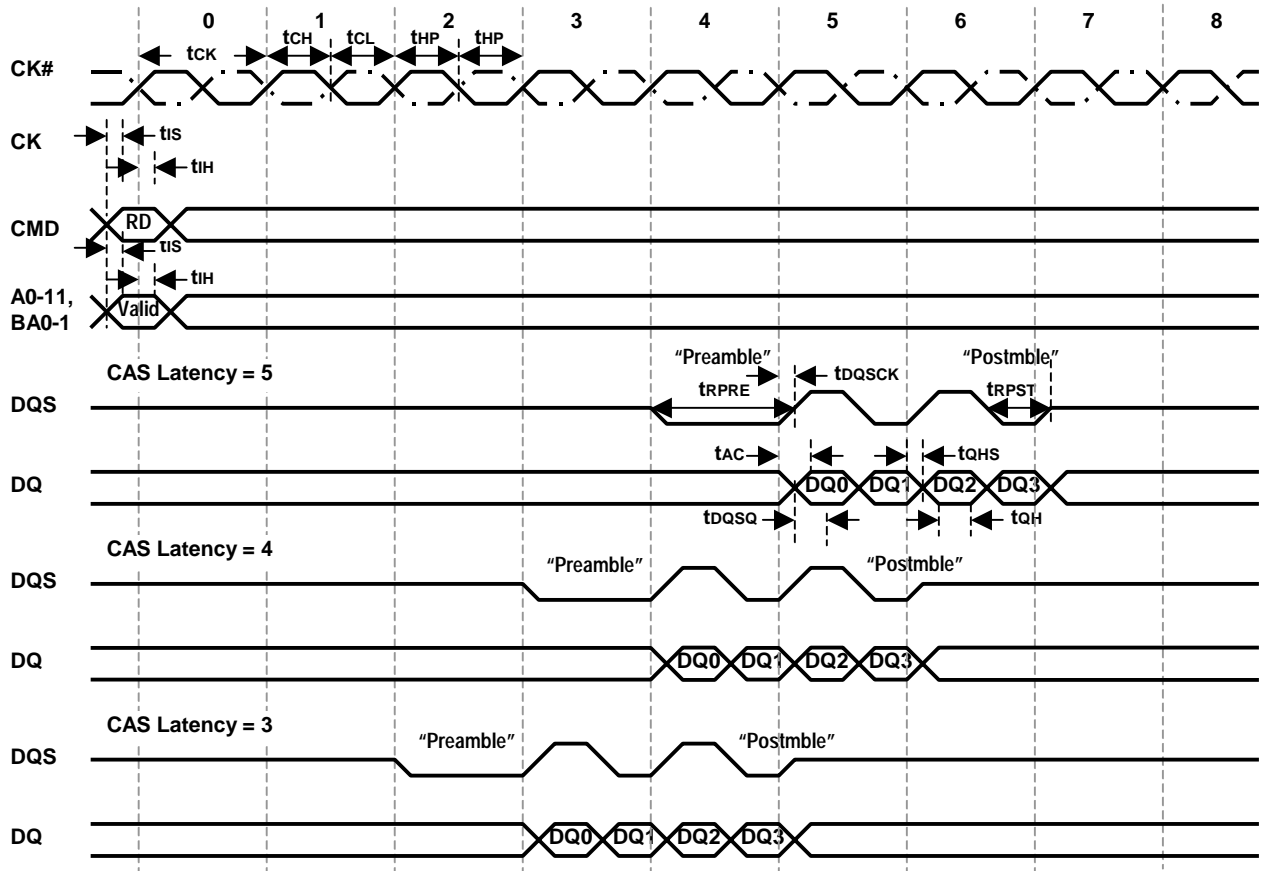 0 1 2 3 4 5 6 7 8
tCK tCH tCL tHP tHP
CK#
tIS
CK
tIH
CMD RD
tIS
tIH
A0-11,
BA0-1 Valid
"Preamble" "Postmble"
CAS Latency = 5 tDQSCK
tRPRE tRPST
DQS
tAC tQHS
DQ DQ0 DQ1 DQ2 DQ3
tDQSQ tQH
CAS Latency = 4
"Preamble" "Postmble"
DQS
DQ DQ0 DQ1 DQ2 DQ3
CAS Latency = 3
"Preamble" "Postmble"
DQS
DQ DQ0 DQ1 DQ2 DQ3